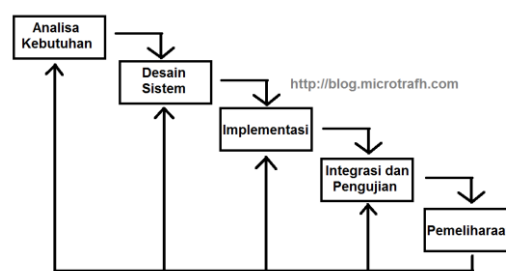 Analisa
Kebutuhan
Desain
Sistem
http://blog.microtrafh.com
Implementasi
Integrasi dan
Pengujian
Pemeliharaa